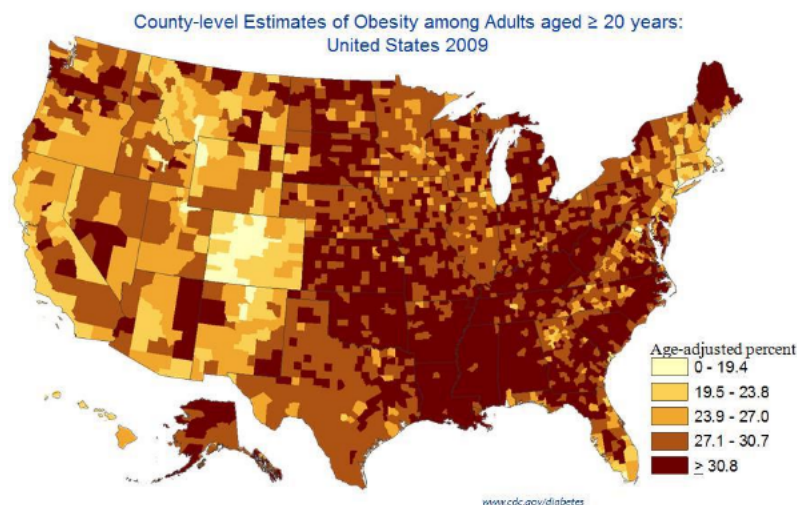 County-level Estimates of Obesity among Adults aged ≥ 20 years:
United States 2009
Age-adjusted percent
0 - 19.4
19.5 - 23.8
23.9 - 27.0
27.1 - 30.7
≥ 30.8
www.cdc.gov/diabetes